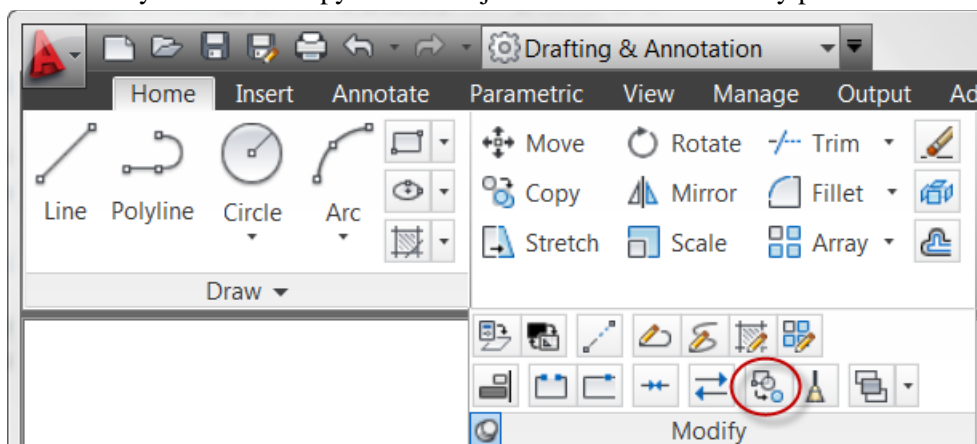 Drafting & Annotation
Home Insert Annotate Parametric View Manage Output Ad
Move Rotate Trim
Copy Mirror Fillet
Line Polyline Circle Arc
Stretch Scale Array
Draw
Modify